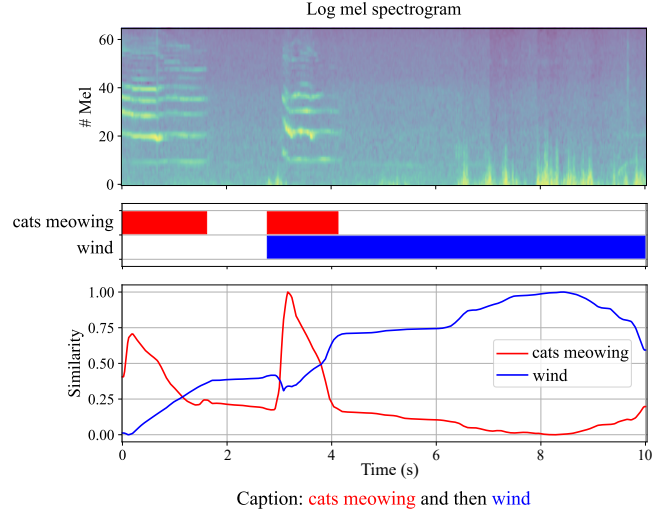 Log mel spectrogram
# Mel
60
40
20
0
cats meowing
wind
Similarity
1.00
0.75
0.50
0.25
0.00
cats meowing
wind
0 2 4 6 8 10
Time (s)
Caption: cats meowing and then wind